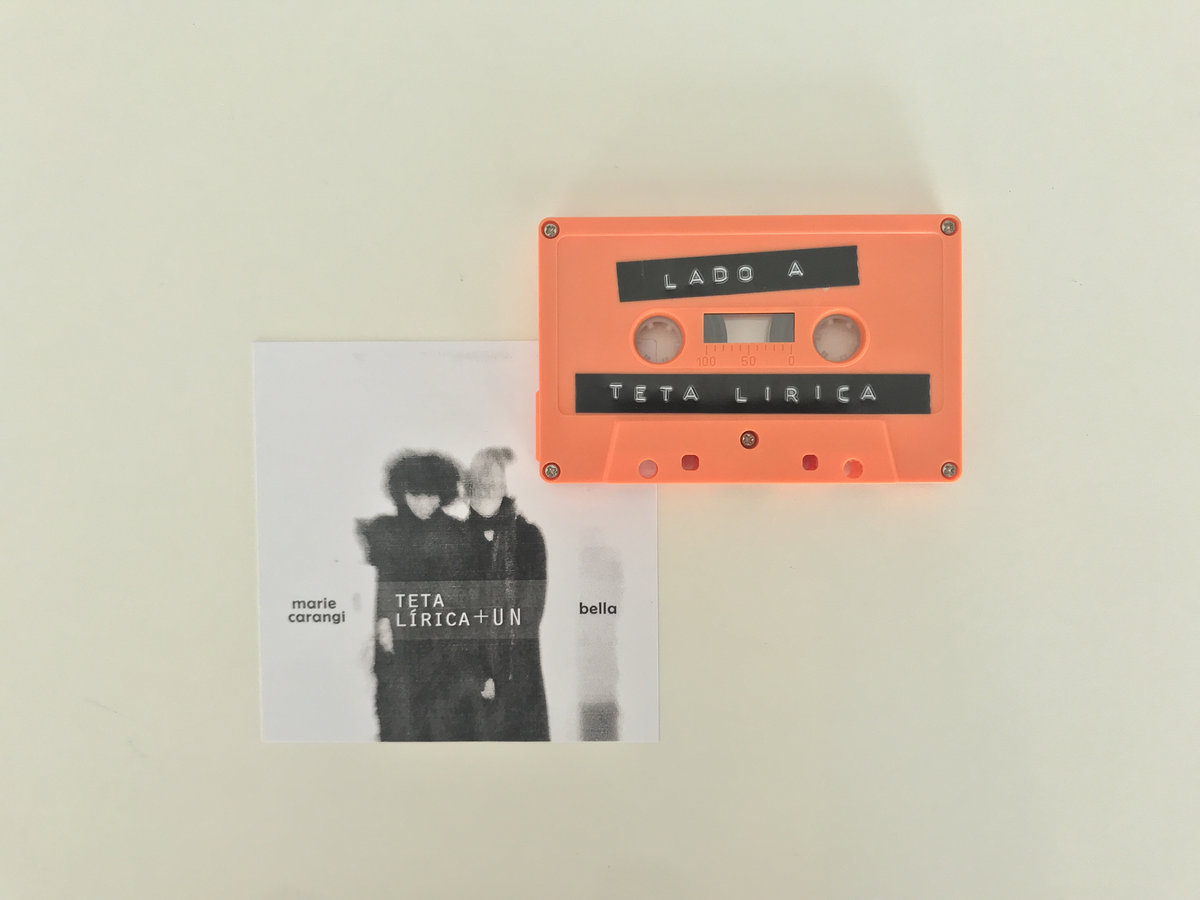 LADO A
100 50 0
TETA LIRICA
marie
carangi
TETA
LÍRICA+UN
bella